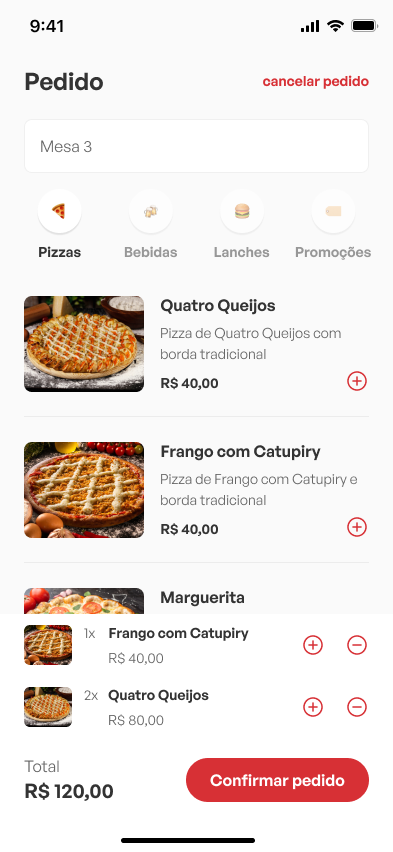 9:41
Pedido
cancelar pedido
Mesa 3
Pizzas
Bebidas
Lanches
Promoções
Quatro Queijos
Pizza de Quatro Queijos com
borda tradicional
R$ 40,00
Frango com Catupiry
Pizza de Frango com Catupiry e
borda tradicional
R$ 40,00
Marguerita
1x Frango com Catupiry
R$ 40,00
2x Quatro Queijos
R$ 80,00
Total
R$ 120,00
Confirmar pedido